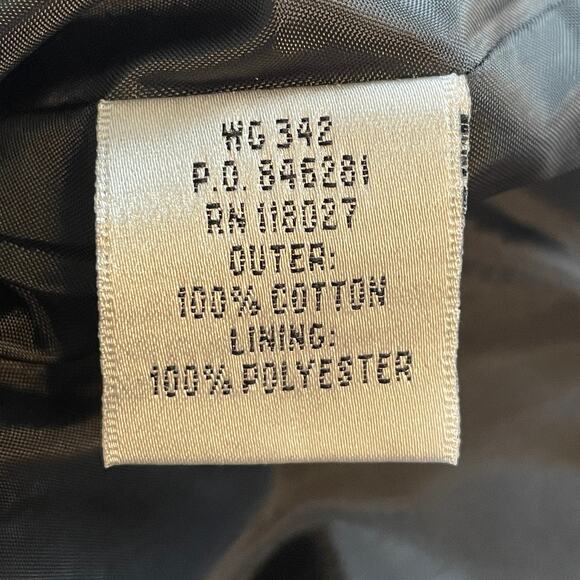 WG 342
P.O. 846281
RN 118027
OUTER:
100% COTTON
LINING:
100% POLYESTER